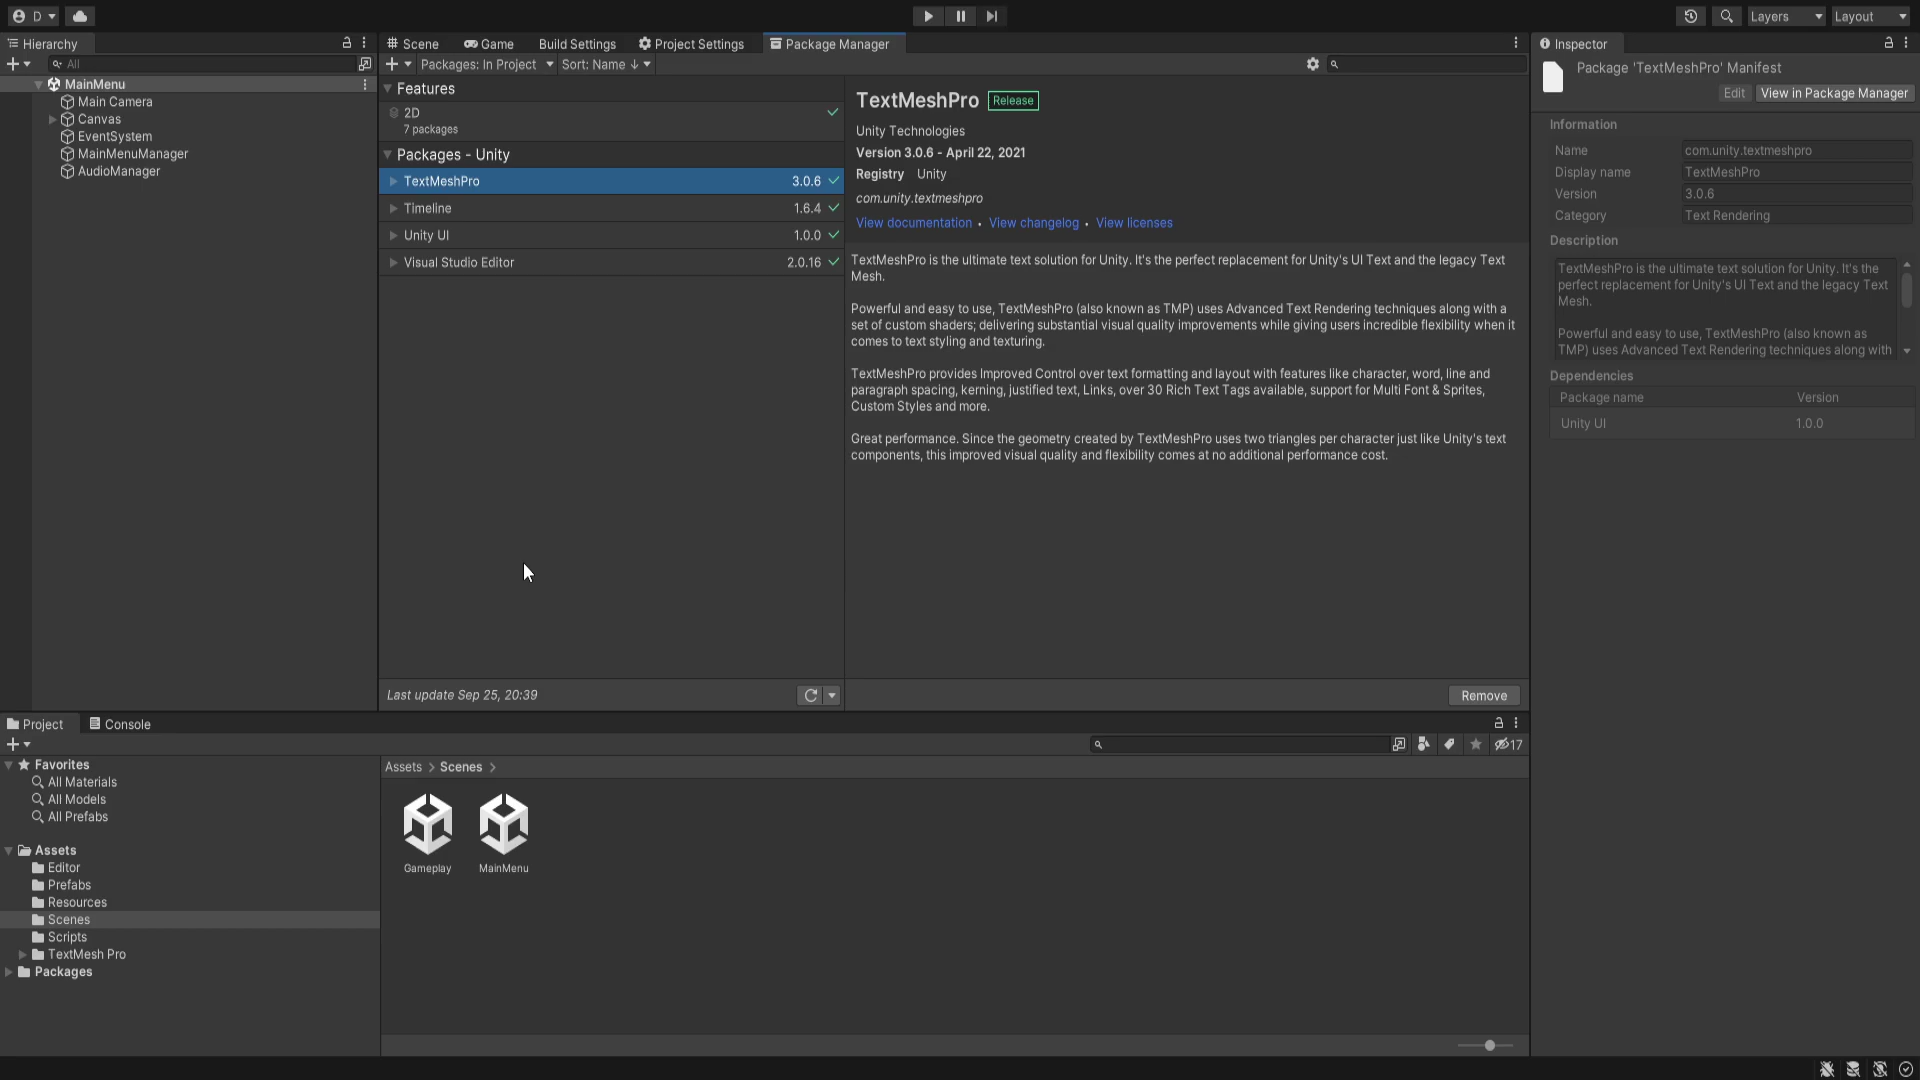 D
Layers
Layout
Hierarchy
All
MainMenu
Main Camera
Canvas
EventSystem
MainMenuManager
AudioManager
Scene
Game
Build Settings
Project Settings
Package Manager
Packages: In Project
Sort: Name ↓
Features
2D
7 packages
Packages - Unity
TextMeshPro 3.0.6
Timeline 1.6.4
Unity UI 1.0.0
Visual Studio Editor 2.0.16
Last update Sep 25, 20:39
TextMeshPro Release
Unity Technologies
Version 3.0.6 - April 22, 2021
Registry Unity
com.unity.textmeshpro
View documentation • View changelog • View licenses
TextMeshPro is the ultimate text solution for Unity. It's the perfect replacement for Unity's UI Text and the legacy Text
Mesh.
Powerful and easy to use, TextMeshPro (also known as TMP) uses Advanced Text Rendering techniques along with a
set of custom shaders; delivering substantial visual quality improvements while giving users incredible flexibility when it
comes to text styling and texturing.
TextMeshPro provides Improved Control over text formatting and layout with features like character, word, line and
paragraph spacing, kerning, justified text, Links, over 30 Rich Text Tags available, support for Multi Font & Sprites,
Custom Styles and more.
Great performance. Since the geometry created by TextMeshPro uses two triangles per character just like Unity's text
components, this improved visual quality and flexibility comes at no additional performance cost.
Remove
Inspector
Package 'TextMeshPro' Manifest
Edit
View in Package Manager
Information
Name com.unity.textmeshpro
Display name TextMeshPro
Version 3.0.6
Category Text Rendering
Description
TextMeshPro is the ultimate text solution for Unity. It's the
perfect replacement for Unity's UI Text and the legacy Text
Mesh.
Powerful and easy to use, TextMeshPro (also known as
TMP) uses Advanced Text Rendering techniques along with
Dependencies
Package name Version
Unity UI 1.0.0
Project
Console
17
Favorites
All Materials
All Models
All Prefabs
Assets
Editor
Prefabs
Resources
Scenes
Scripts
TextMesh Pro
Packages
Assets > Scenes >
Gameplay
MainMenu